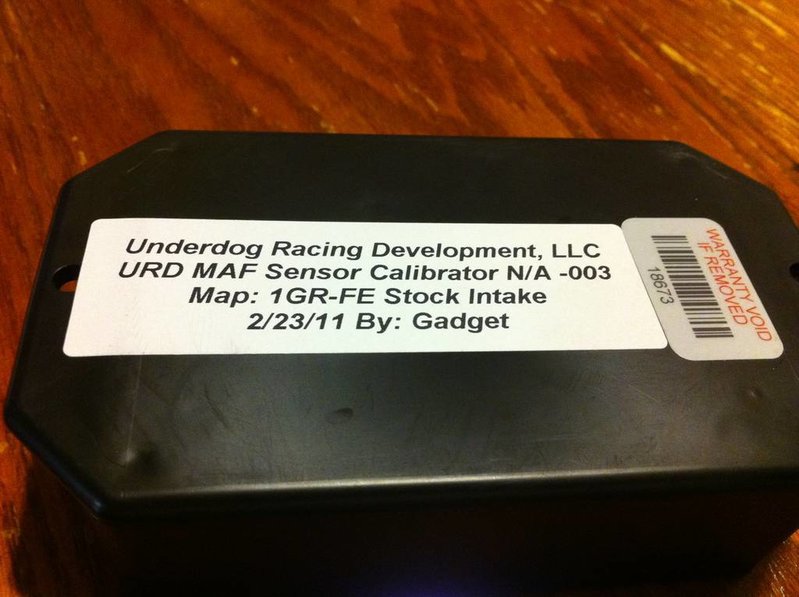 Underdog Racing Development, LLC
URD MAF Sensor Calibrator N/A -003
Map: 1GR-FE Stock Intake
2/23/11 By: Gadget
WARRANTY VOID
IF REMOVED
18673